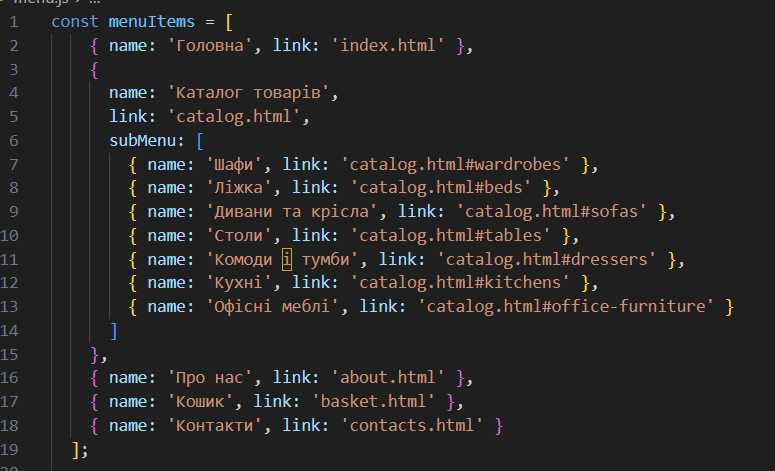 menu.js > ...
1 const menuItems = [
2 { name: 'Головна', link: 'index.html' },
3 {
4 name: 'Каталог товарів',
5 link: 'catalog.html',
6 subMenu: [
7 { name: 'Шафи', link: 'catalog.html#wardrobes' },
8 { name: 'Ліжка', link: 'catalog.html#beds' },
9 { name: 'Дивани та крісла', link: 'catalog.html#sofas' },
10 { name: 'Столи', link: 'catalog.html#tables' },
11 { name: 'Комоди і тумби', link: 'catalog.html#dressers' },
12 { name: 'Кухні', link: 'catalog.html#kitchens' },
13 { name: 'Офісні меблі', link: 'catalog.html#office-furniture' }
14 ]
15 },
16 { name: 'Про нас', link: 'about.html' },
17 { name: 'Кошик', link: 'basket.html' },
18 { name: 'Контакти', link: 'contacts.html' }
19 ];
20